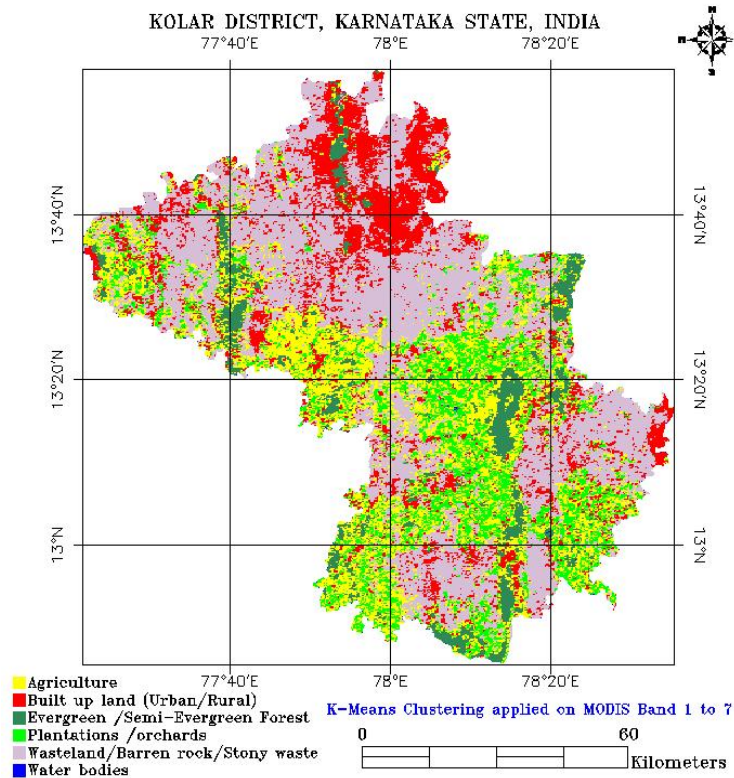 KOLAR DISTRICT, KARNATAKA STATE, INDIA
N
77°40'E 78°E 78°20'E
S
13°40'N 13°40'N
13°20'N 13°20'N
13°N 13°N
77°40'E 78°E 78°20'E
Agriculture
Built up land (Urban/Rural)
Evergreen /Semi-Evergreen Forest
Plantations /orchards
Wasteland/Barren rock/Stony waste
Water bodies
K-Means Clustering applied on MODIS Band 1 to 7
0 60
Kilometers